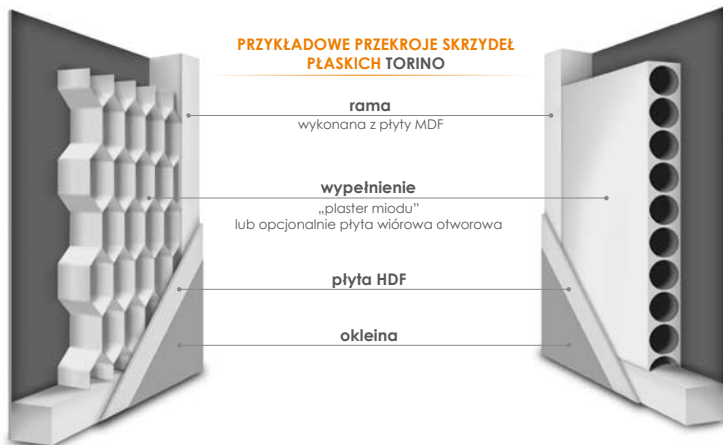 PRZYKŁADOWE PRZEKROJE SKRZYDEŁ
PŁASKICH TORINO
rama
wykonana z płyty MDF
wypełnienie
„plaster miodu”
lub opcjonalnie płyta wiórowa otworowa
płyta HDF
okleina